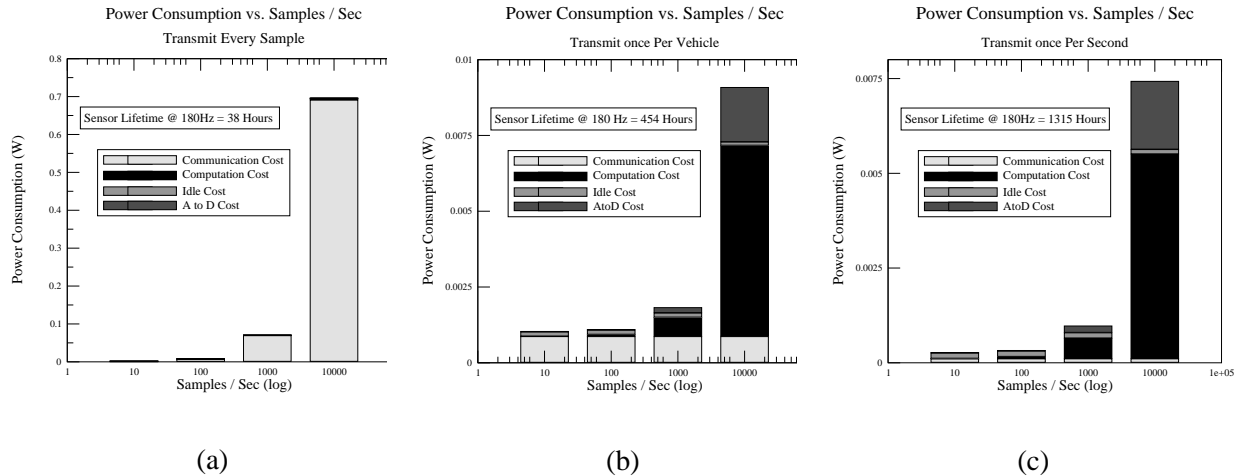 Power Consumption vs. Samples / Sec
Transmit Every Sample
0.8
0.7
0.6
0.5
0.4
0.3
0.2
0.1
0
Power Consumption (W)
Sensor Lifetime @ 180Hz = 38 Hours
Communication Cost
Computation Cost
Idle Cost
A to D Cost
1
10
100
1000
10000
Samples / Sec (log)
(a)
Power Consumption vs. Samples / Sec
Transmit once Per Vehicle
0.01
0.0075
0.005
0.0025
0
Power Consumption (W)
Sensor Lifetime @ 180 Hz = 454 Hours
Communication Cost
Computation Cost
Idle Cost
AtoD Cost
1
10
100
1000
10000
Samples / Sec (log)
(b)
Power Consumption vs. Samples / Sec
Transmit once Per Second
0.0075
0.005
0.0025
0
Power Consumption (W)
Sensor Lifetime @ 180Hz = 1315 Hours
Communication Cost
Computation Cost
Idle Cost
AtoD Cost
1
10
100
1000
10000
1e+05
Samples / Sec (log)
(c)